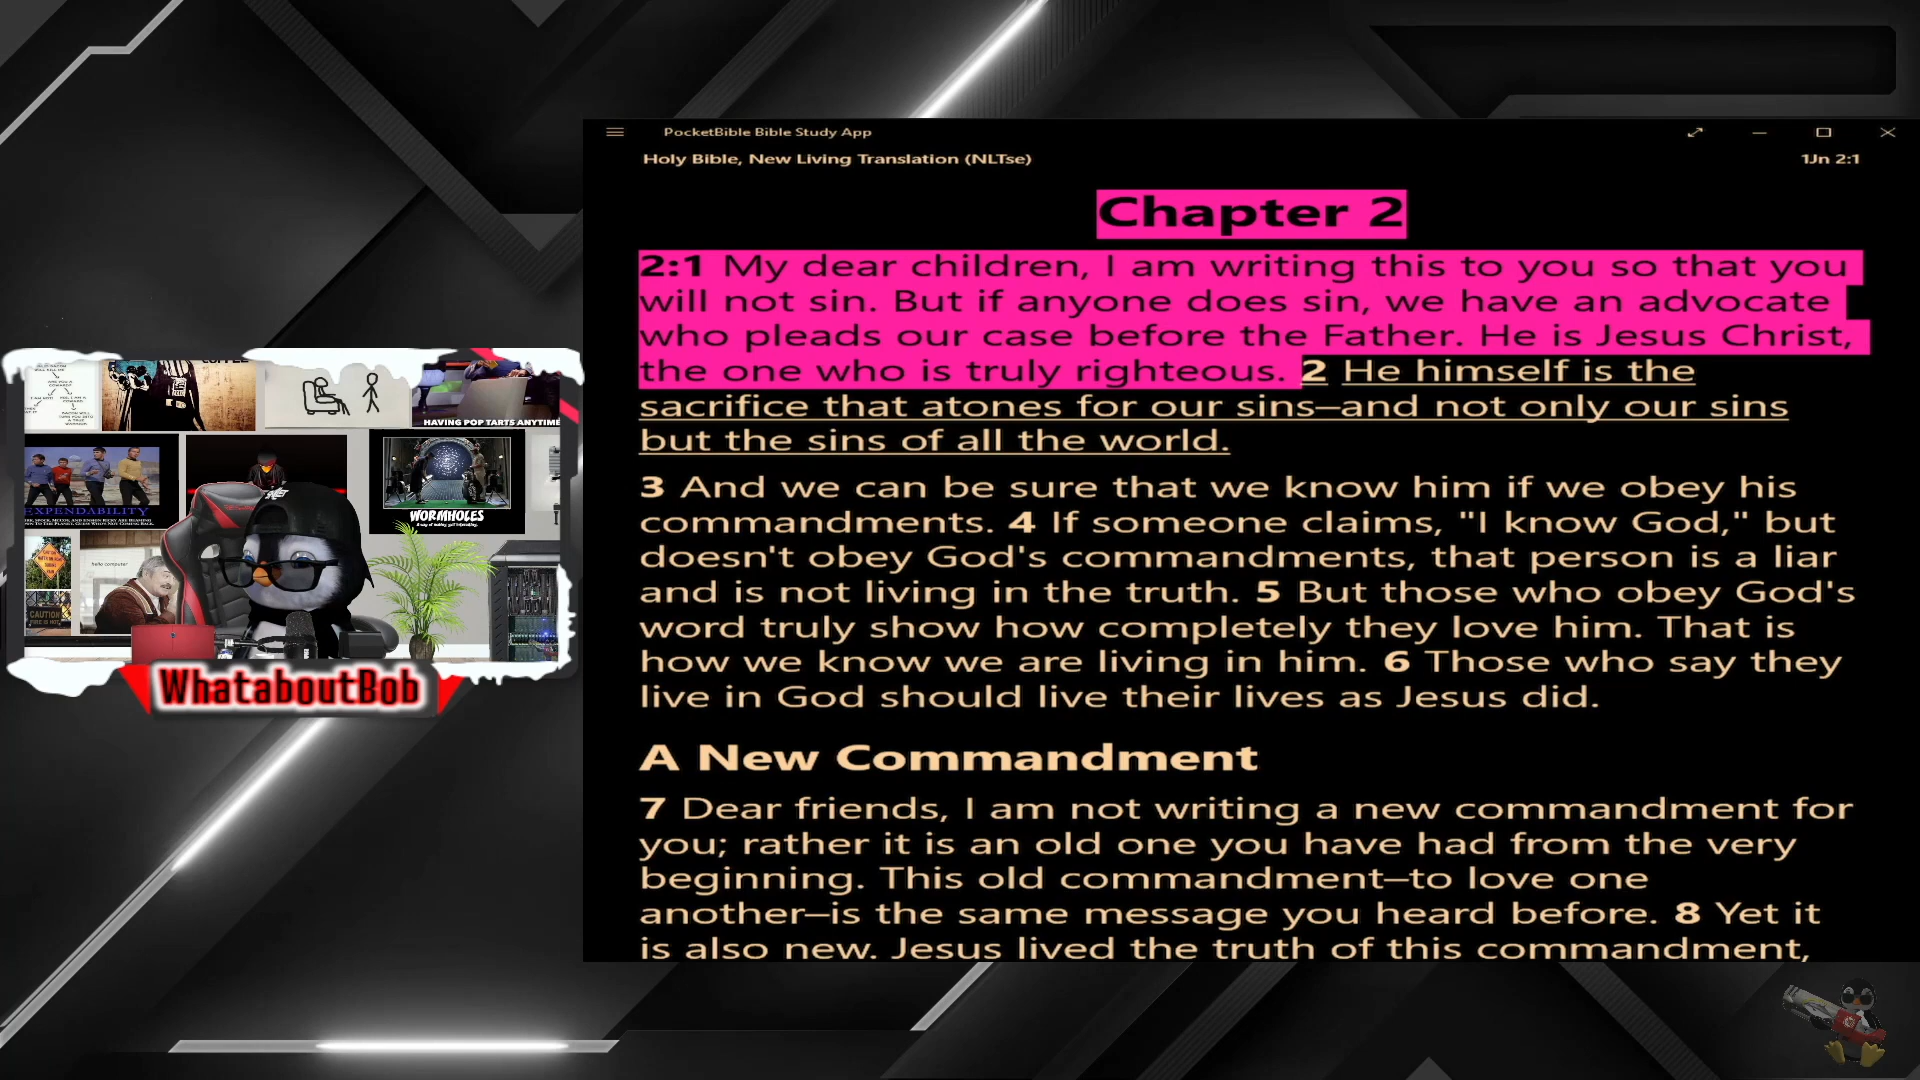 PocketBible Bible Study App
Holy Bible, New Living Translation (NLTse)
1Jn 2:1
Chapter 2
2:1 My dear children, I am writing this to you so that you
will not sin. But if anyone does sin, we have an advocate
who pleads our case before the Father. He is Jesus Christ,
the one who is truly righteous. 2 He himself is the
sacrifice that atones for our sins—and not only our sins
but the sins of all the world.
3 And we can be sure that we know him if we obey his
commandments. 4 If someone claims, "I know God," but
doesn't obey God's commandments, that person is a liar
and is not living in the truth. 5 But those who obey God's
word truly show how completely they love him. That is
how we know we are living in him. 6 Those who say they
live in God should live their lives as Jesus did.
A New Commandment
7 Dear friends, I am not writing a new commandment for
you; rather it is an old one you have had from the very
beginning. This old commandment—to love one
another—is the same message you heard before. 8 Yet it
is also new. Jesus lived the truth of this commandment,
HAVING POP TARTS ANYTIME
EXPENDABILITY
WORMHOLES
hello computer
CAUTION
WhataboutBob